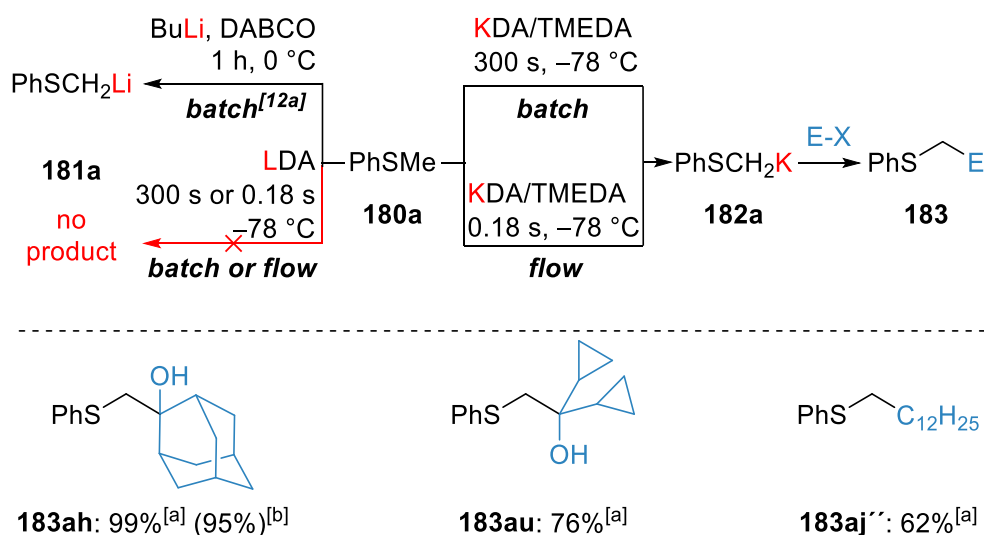 BuLi, DABCO
1 h, 0 °C
PhSCH2Li
batch[12a]
181a
LDA
300 s or 0.18 s
–78 °C
no
product
batch or flow
PhSMe
180a
KDA/TMEDA
300 s, –78 °C
batch
KDA/TMEDA
0.18 s, –78 °C
flow
PhSCH2K
182a
E-X
PhS
E
183
OH
PhS
183ah: 99%[a] (95%)[b]
PhS
OH
183au: 76%[a]
PhS
C12H25
183aj´´: 62%[a]